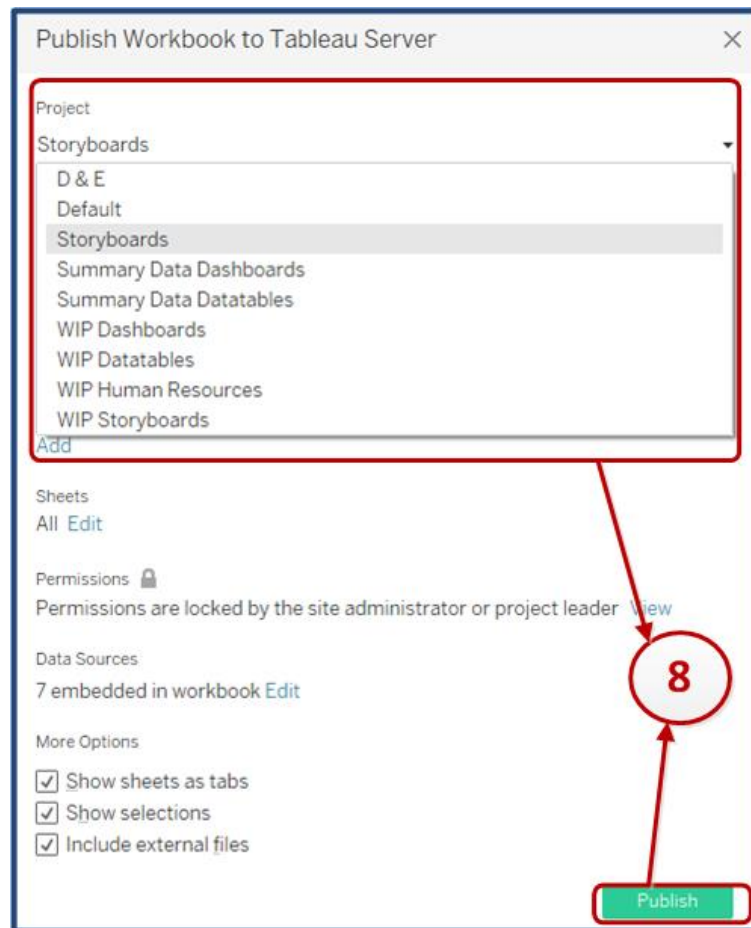 Publish Workbook to Tableau Server
Project
Storyboards
D & E
Default
Storyboards
Summary Data Dashboards
Summary Data Datatables
WIP Dashboards
WIP Datatables
WIP Human Resources
WIP Storyboards
Add
Sheets
All Edit
Permissions
Permissions are locked by the site administrator or project leader View
Data Sources
7 embedded in workbook Edit
8
More Options
Show sheets as tabs
Show selections
Include external files
Publish